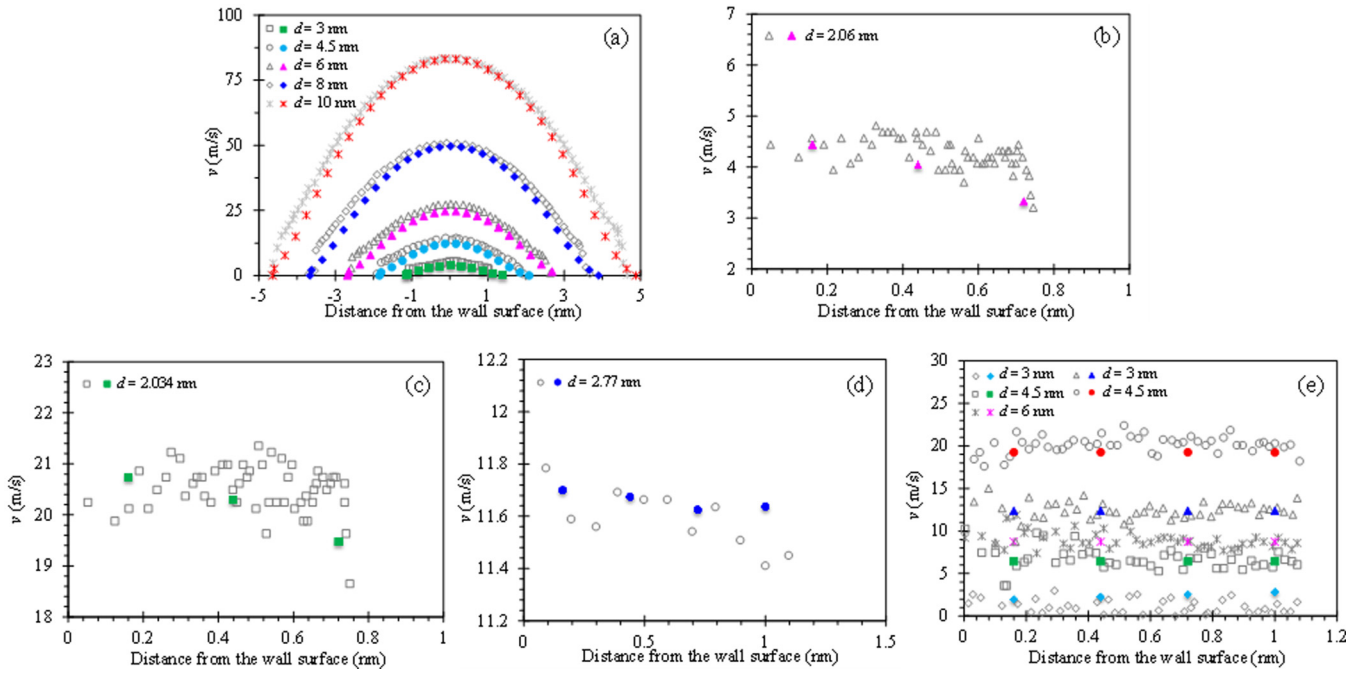 (a)
d = 3 nm
d = 4.5 nm
d = 6 nm
d = 8 nm
d = 10 nm
100
75
50
25
0
v (m/s)
-5 -3 -1 1 3 5
Distance from the wall surface (nm)
(b)
d = 2.06 nm
7
6
5
4
3
2
v (m/s)
0 0.2 0.4 0.6 0.8 1
Distance from the wall surface (nm)
(c)
d = 2.034 nm
23
22
21
20
19
18
v (m/s)
0 0.2 0.4 0.6 0.8 1
Distance from the wall surface (nm)
(d)
d = 2.77 nm
12.2
12
11.8
11.6
11.4
11.2
v (m/s)
0 0.5 1 1.5
Distance from the wall surface (nm)
(e)
d = 3 nm d = 3 nm
d = 4.5 nm d = 4.5 nm
d = 6 nm
30
25
20
15
10
5
0
v (m/s)
0 0.2 0.4 0.6 0.8 1 1.2
Distance from the wall surface (nm)